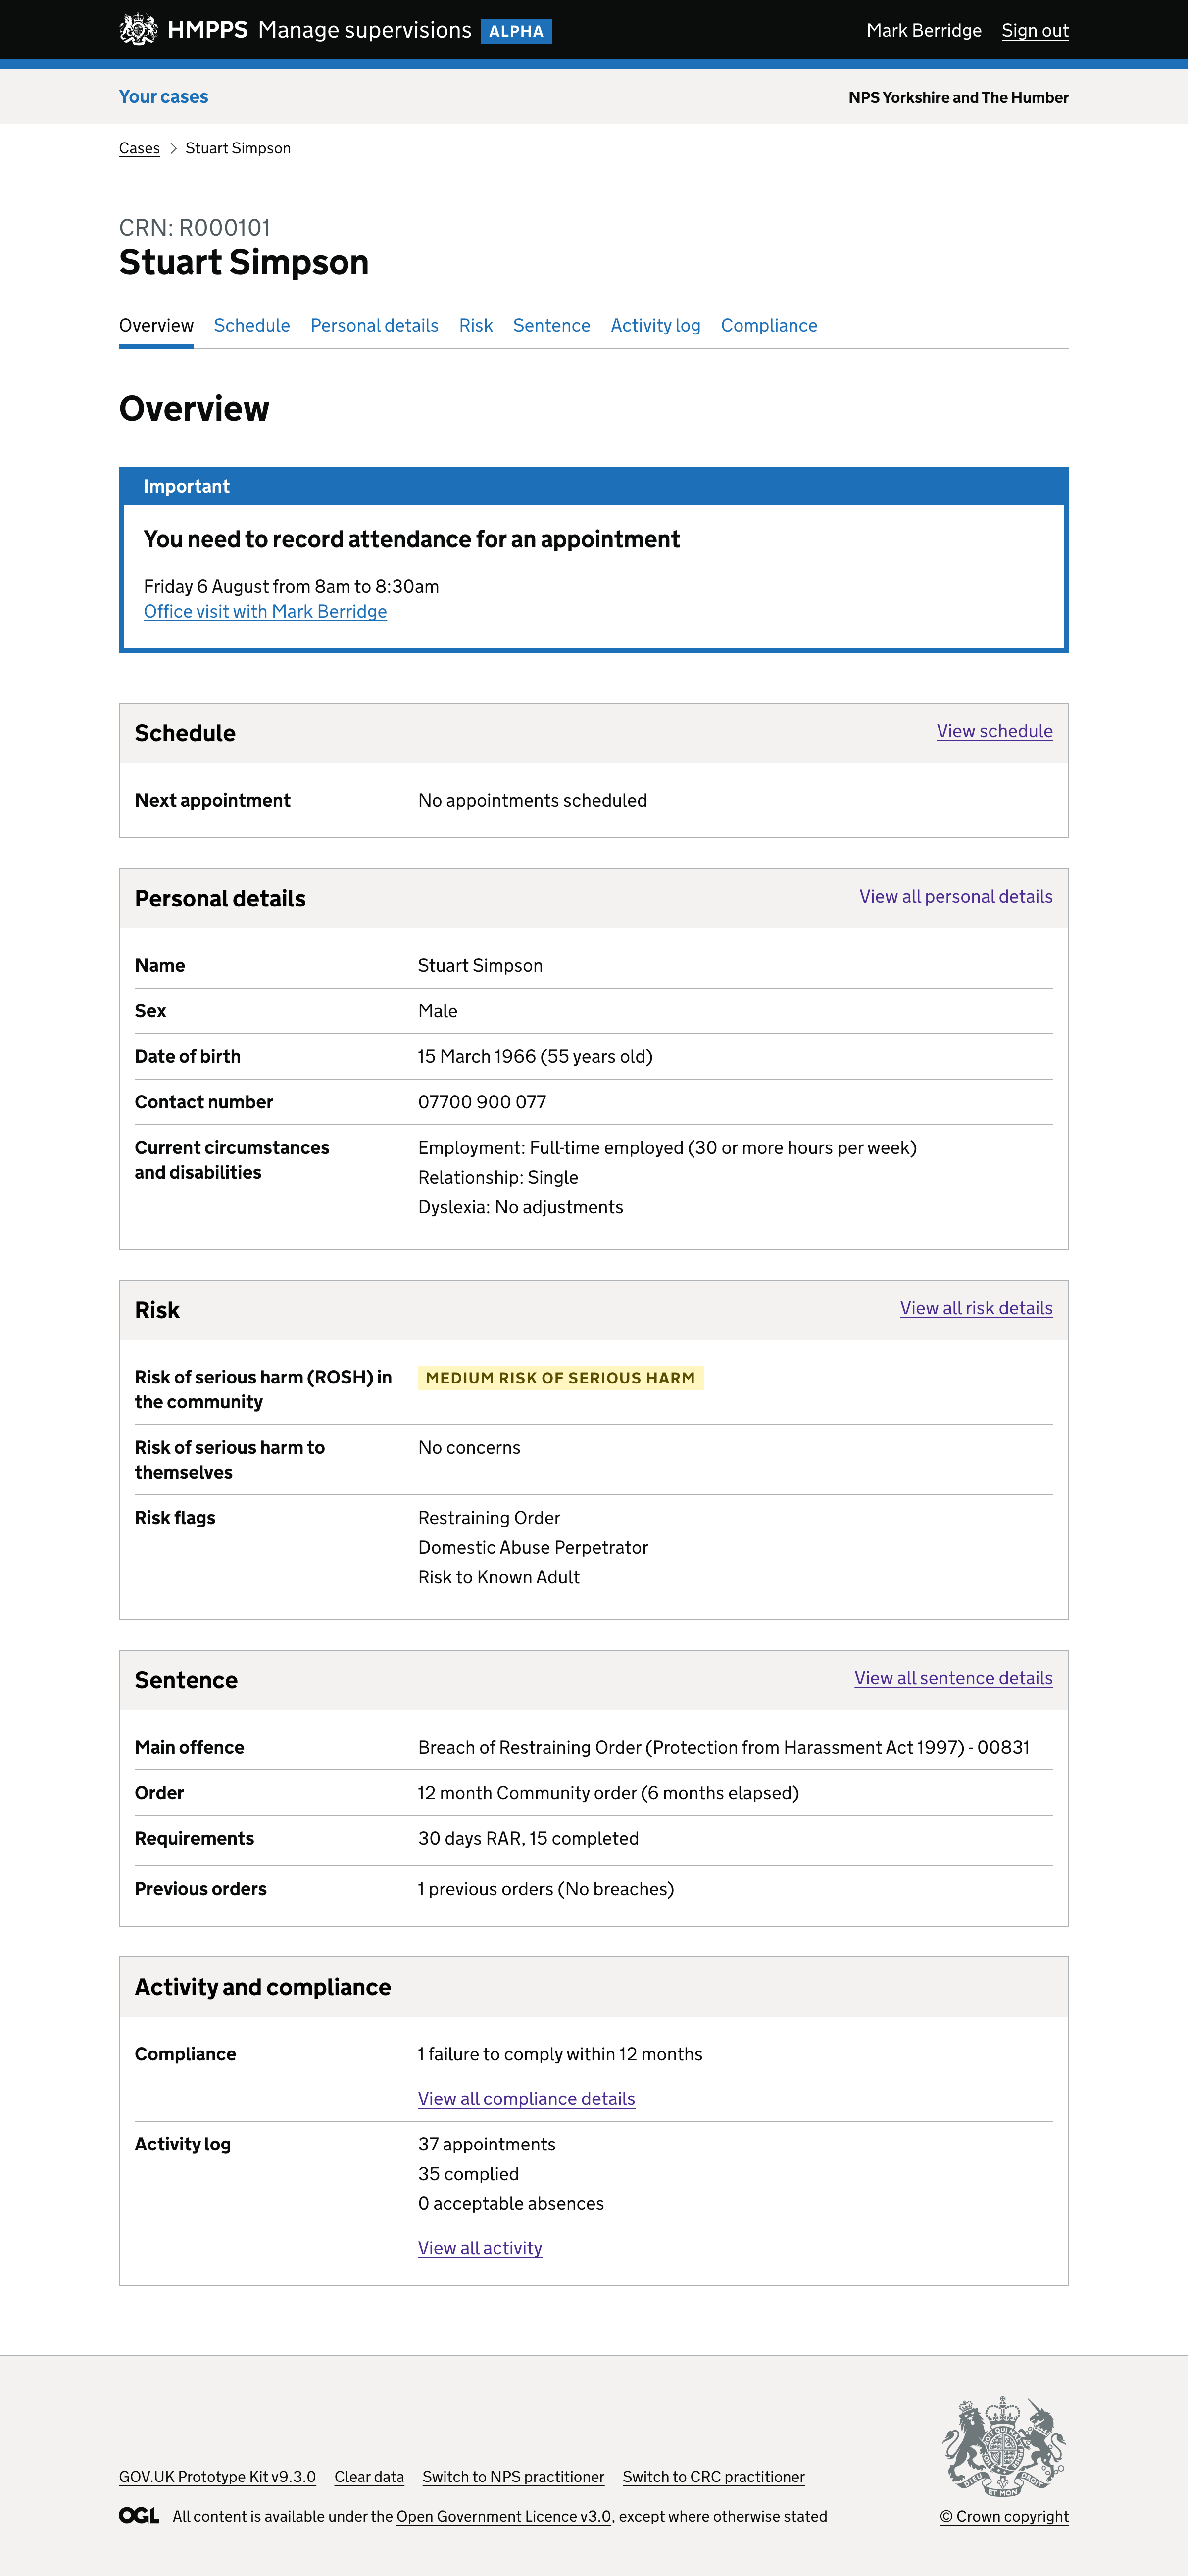 HMPPS Manage supervisions ALPHA Mark Berridge Sign out
Your cases NPS Yorkshire and The Humber
Cases Stuart Simpson
CRN: R000101
Stuart Simpson
Overview Schedule Personal details Risk Sentence Activity log Compliance
Overview
Important
You need to record attendance for an appointment
Friday 6 August from 8am to 8:30am
Office visit with Mark Berridge
Schedule View schedule
Next appointment No appointments scheduled
Personal details View all personal details
Name Stuart Simpson
Sex Male
Date of birth 15 March 1966 (55 years old)
Contact number 07700 900 077
Current circumstances Employment: Full-time employed (30 or more hours per week)
and disabilities Relationship: Single
Dyslexia: No adjustments
Risk View all risk details
Risk of serious harm (ROSH) in MEDIUM RISK OF SERIOUS HARM
the community
Risk of serious harm to No concerns
themselves
Risk flags Restraining Order
Domestic Abuse Perpetrator
Risk to Known Adult
Sentence View all sentence details
Main offence Breach of Restraining Order (Protection from Harassment Act 1997) - 00831
Order 12 month Community order (6 months elapsed)
Requirements 30 days RAR, 15 completed
Previous orders 1 previous orders (No breaches)
Activity and compliance
Compliance 1 failure to comply within 12 months
View all compliance details
Activity log 37 appointments
35 complied
0 acceptable absences
View all activity
GOV.UK Prototype Kit v9.3.0 Clear data Switch to NPS practitioner Switch to CRC practitioner
OGL All content is available under the Open Government Licence v3.0, except where otherwise stated © Crown copyright